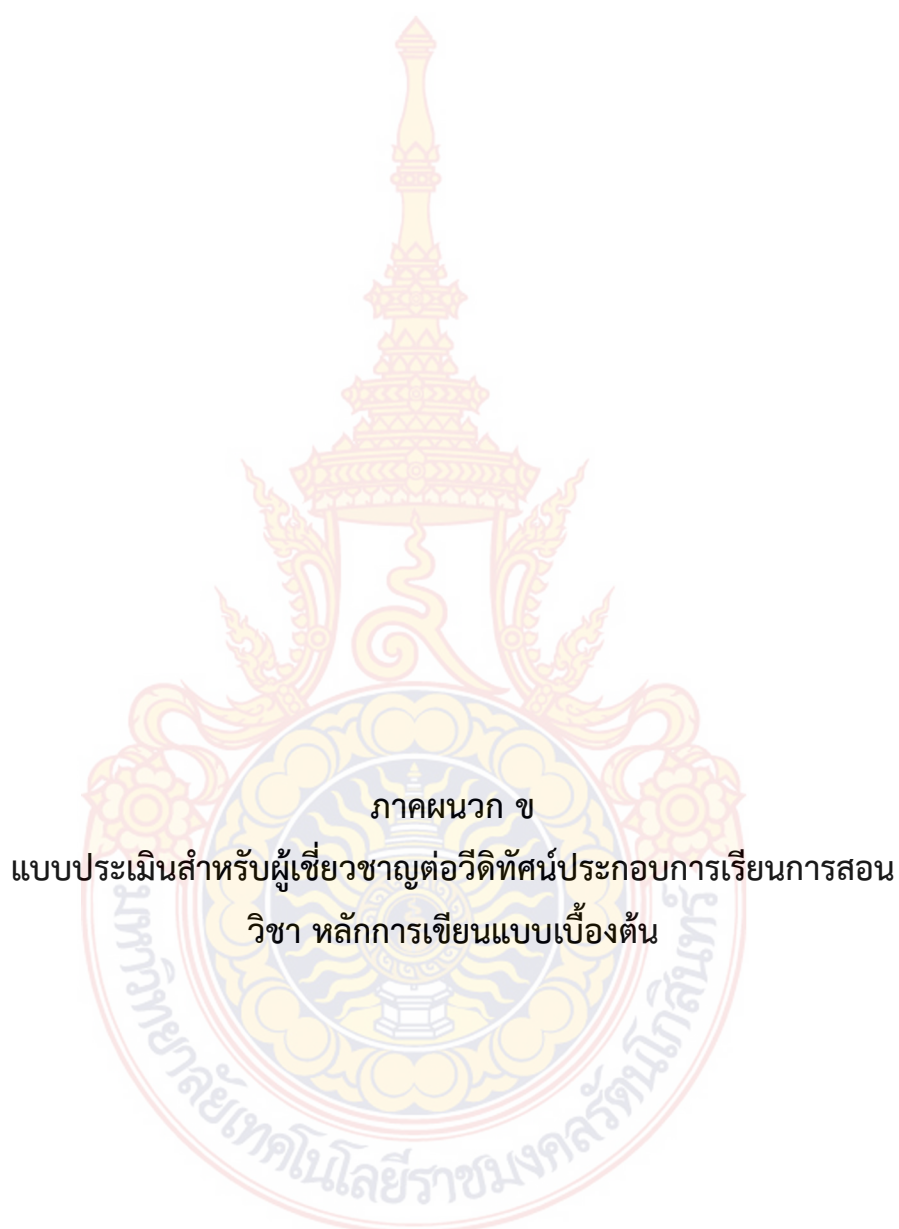 ภาคผนวก ข
แบบประเมินสำหรับผู้เชี่ยวชาญต่อวีดิทัศน์ประกอบการเรียนการสอน
วิชา หลักการเขียนแบบเบื้องต้น
มหาวิทยาลัยเทคโนโลยีราชมงคลรัตนโกสินทร์